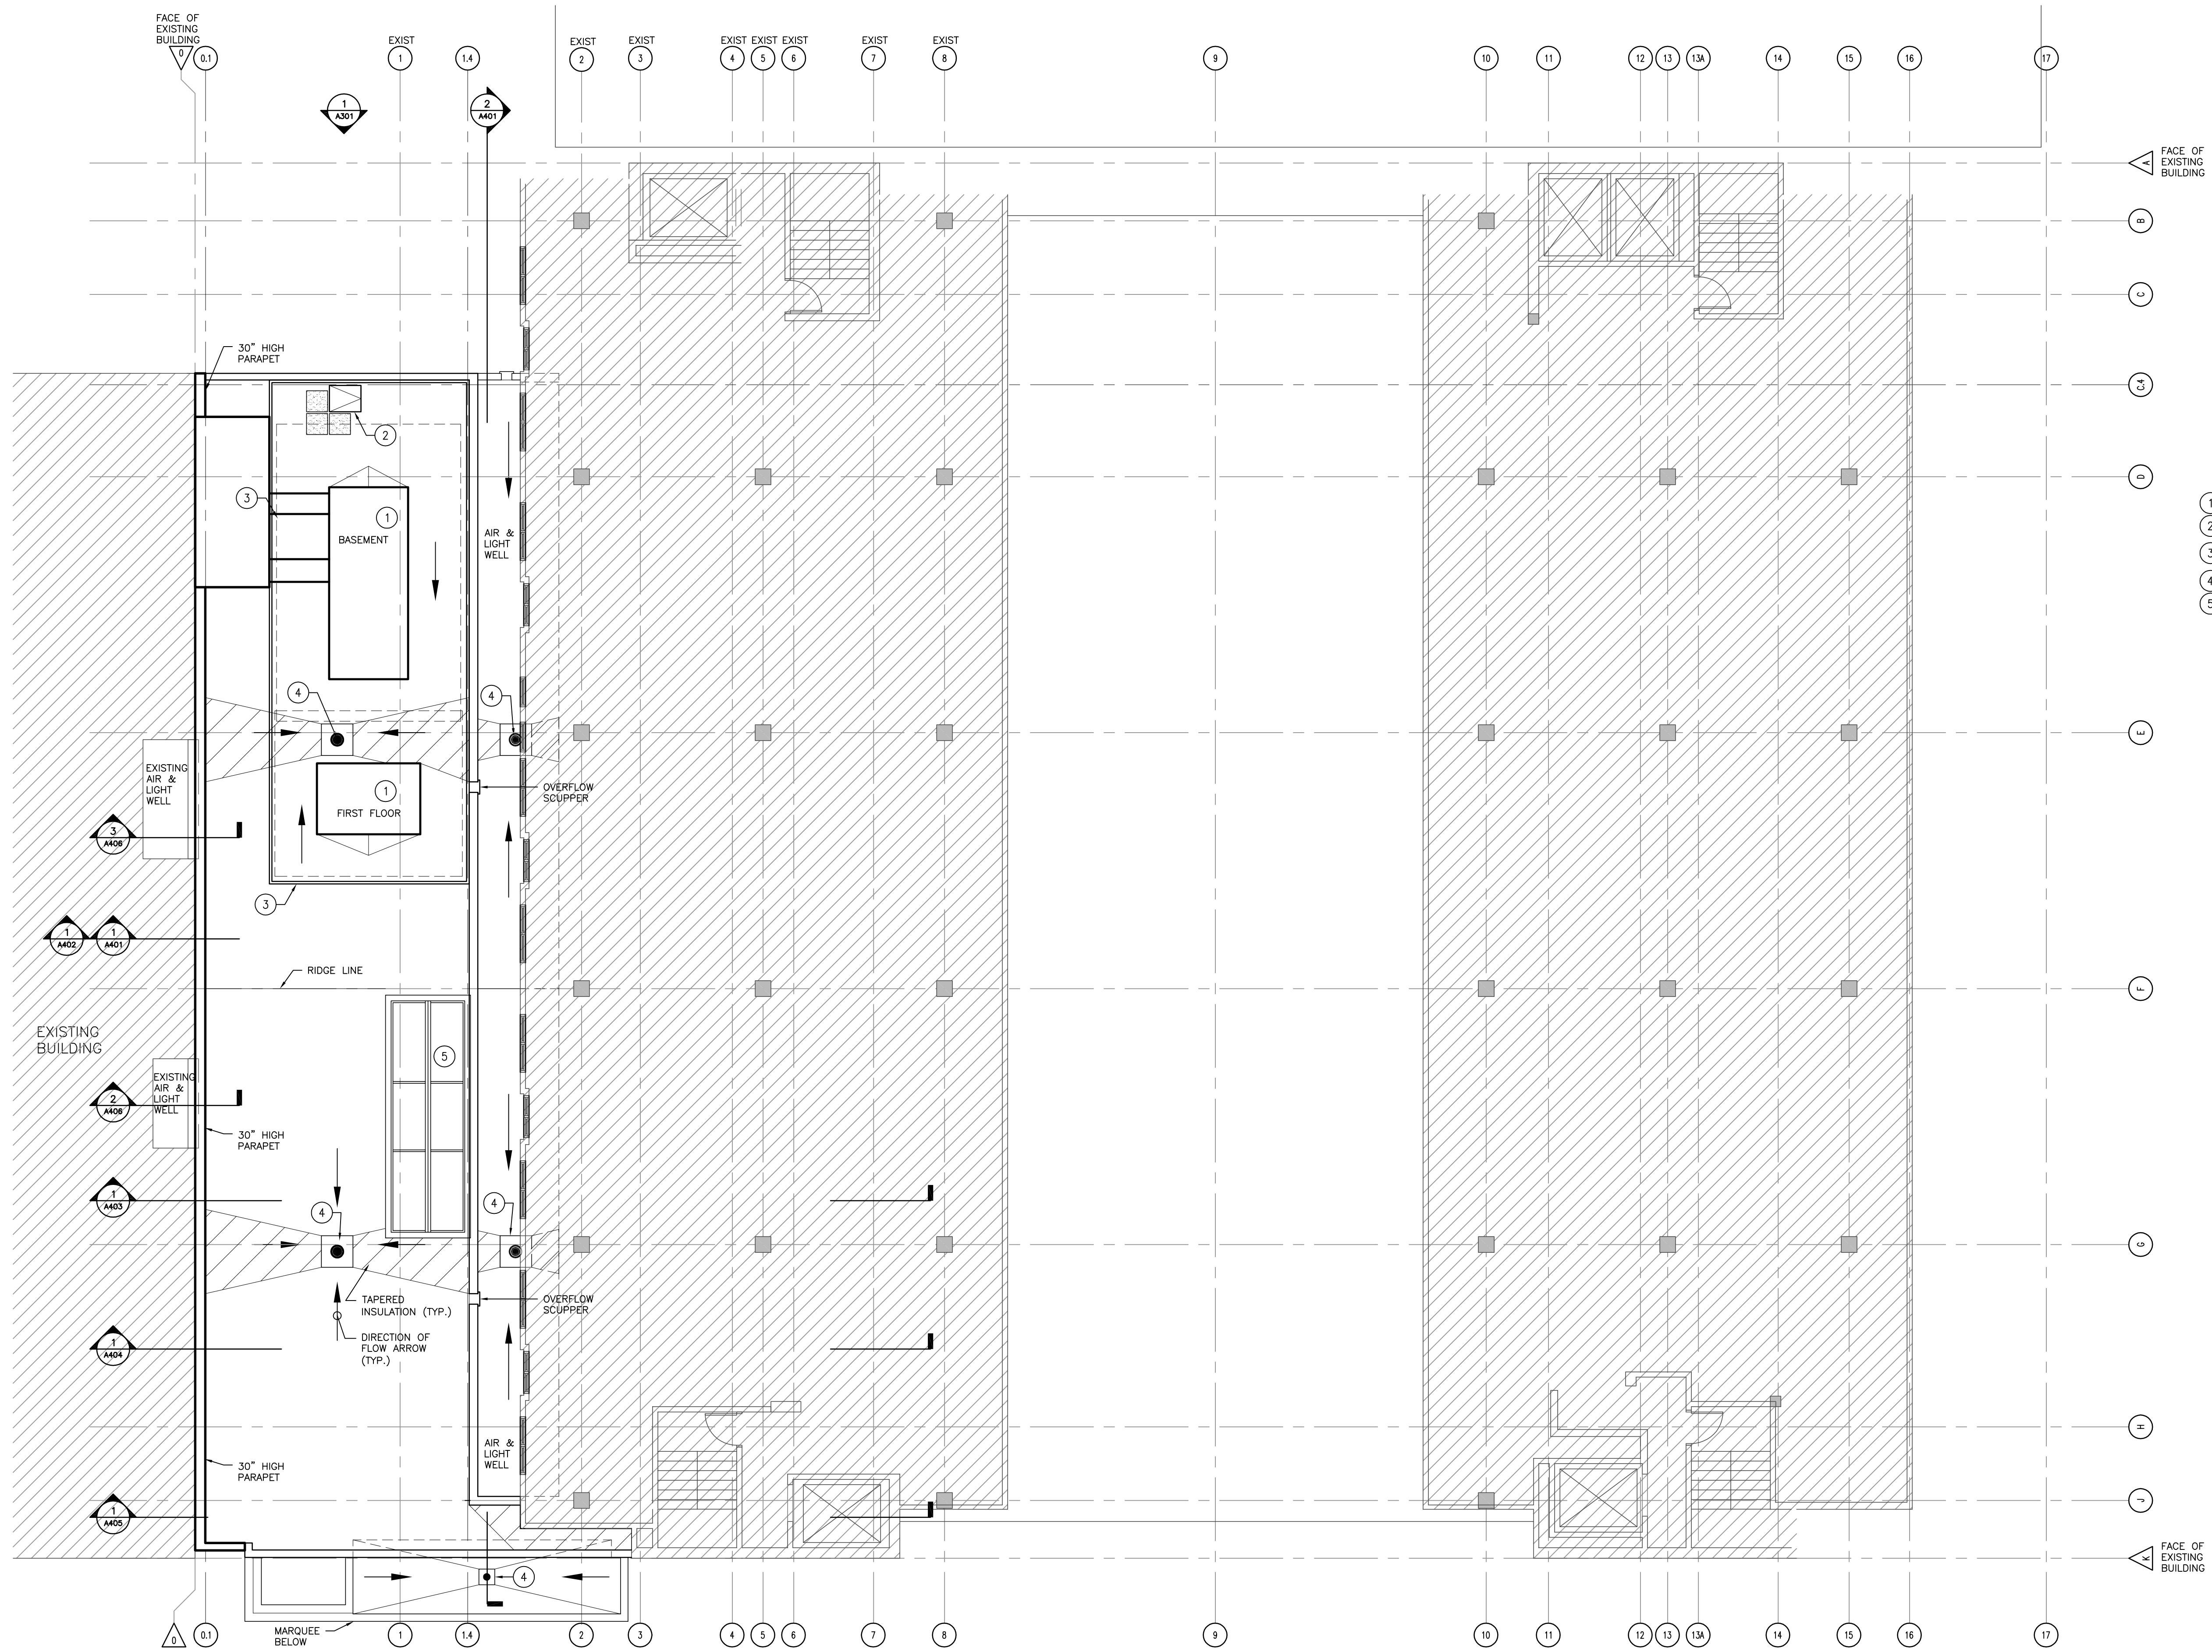 FACE OF
EXISTING
BUILDING
0
0.1
EXIST
1
1.4
EXIST
2
EXIST
3
EXIST
4
EXIST
5
EXIST
6
EXIST
7
EXIST
8
9
10
11
12
13
13A
14
15
16
17
1
A301
2
A401
A
FACE OF
EXISTING
BUILDING
B
C
C.4
D
E
F
G
H
J
K
FACE OF
EXISTING
BUILDING
30" HIGH
PARAPET
2
3
1
BASEMENT
AIR &
LIGHT
WELL
1
2
3
4
5
4
4
EXISTING
AIR &
LIGHT
WELL
1
FIRST FLOOR
OVERFLOW
SCUPPER
3
A406
3
1
A402
1
A401
RIDGE LINE
EXISTING
BUILDING
5
EXISTING
AIR &
LIGHT
WELL
2
A406
30" HIGH
PARAPET
1
A403
4
4
TAPERED
INSULATION (TYP.)
OVERFLOW
SCUPPER
DIRECTION OF
FLOW ARROW
(TYP.)
1
A404
AIR &
LIGHT
WELL
30" HIGH
PARAPET
1
A405
4
MARQUEE
BELOW
0
0.1
1
1.4
2
3
4
5
6
7
8
9
10
11
12
13
13A
14
15
16
17